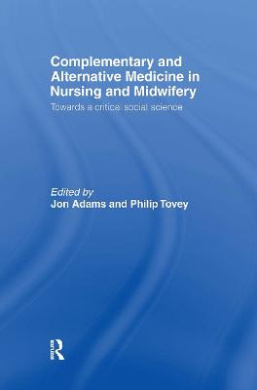 Complementary and
Alternative Medicine in
Nursing and Midwifery
Towards a critical social science
Edited by
Jon Adams and Philip Tovey